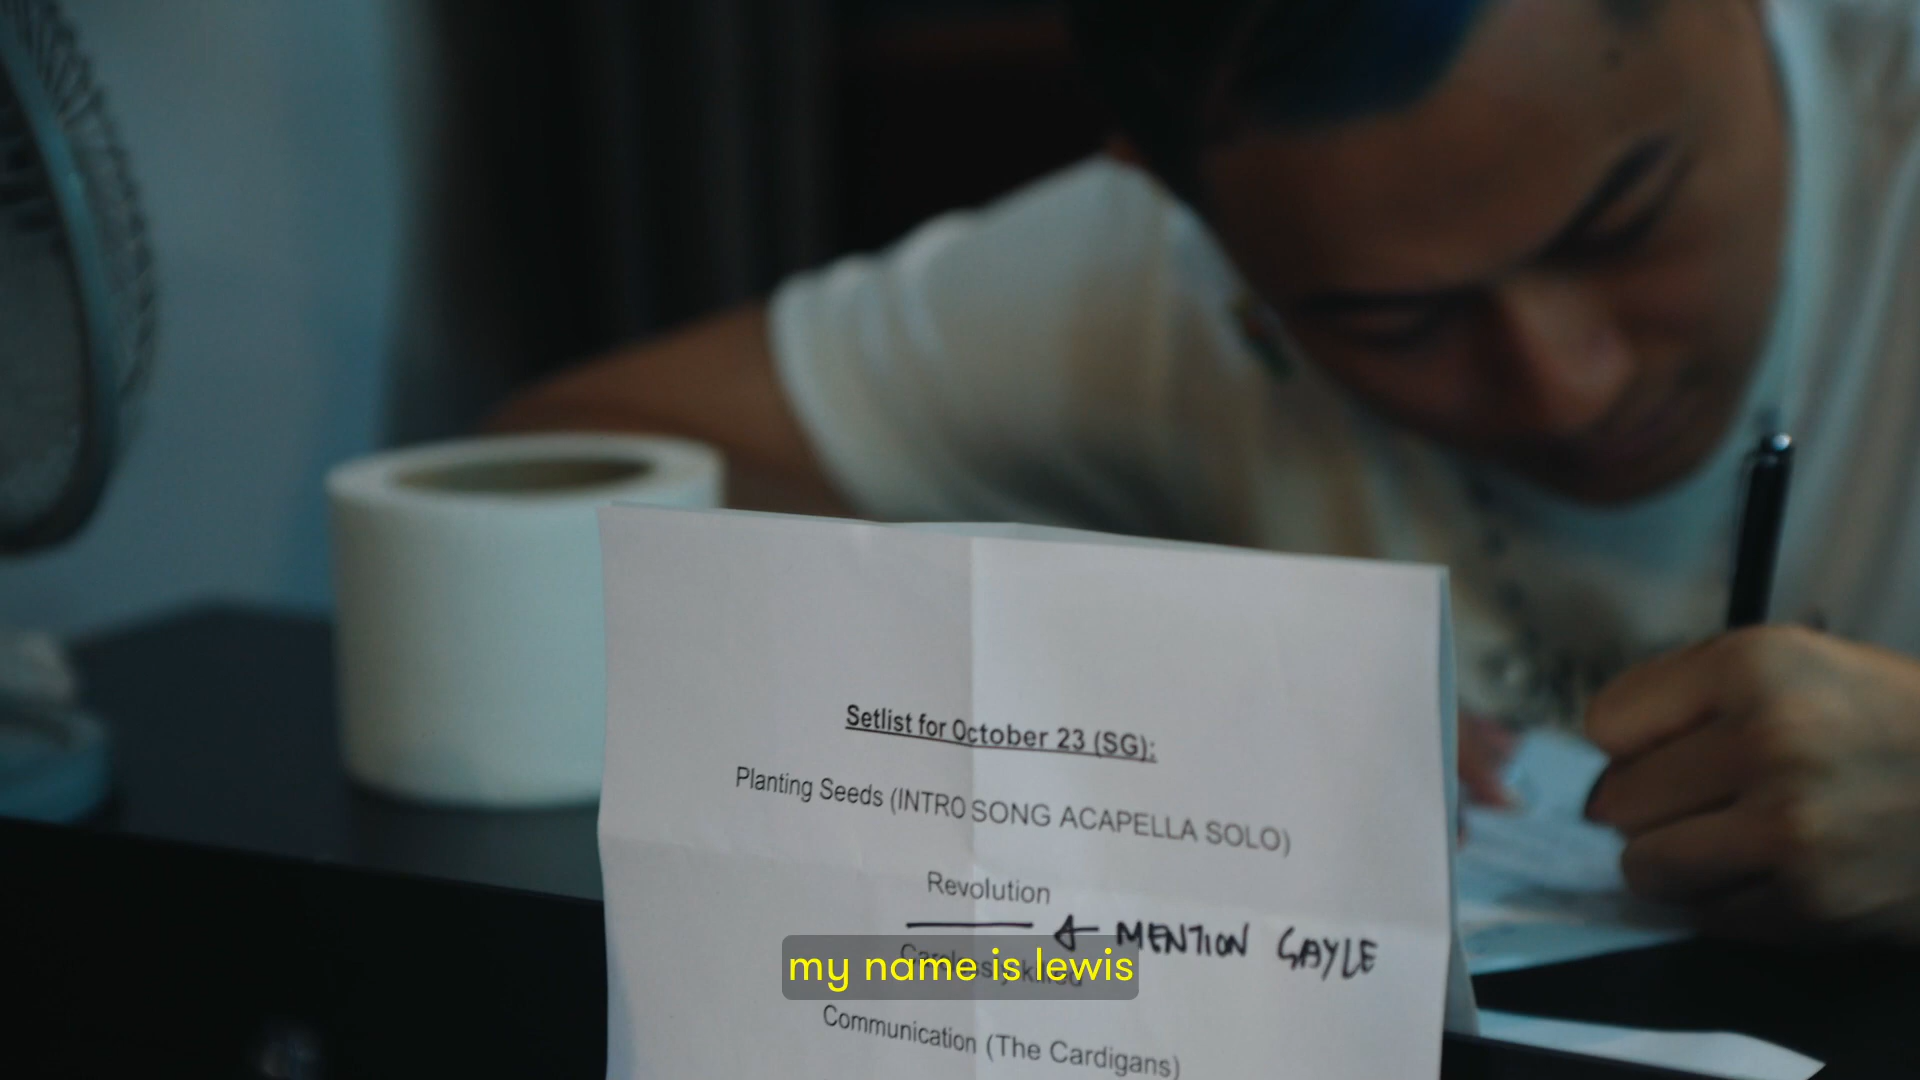 Setlist for October 23 (SG):
Planting Seeds (INTRO SONG ACAPELLA SOLO)
Revolution
← MENTION GAYLE
my name is lewis
Communication (The Cardigans)